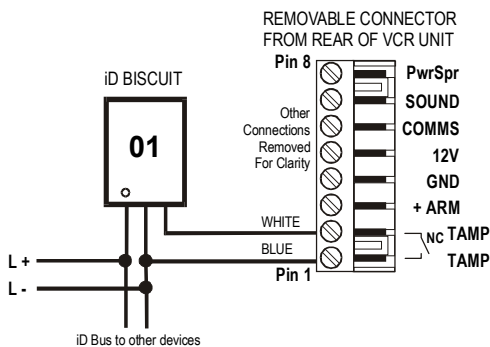 REMOVABLE CONNECTOR
FROM REAR OF VCR UNIT
Pin 8
PwrSpr
iD BISCUIT
SOUND
Other
Connections
Removed
For Clarity
COMMS
01
12V
GND
+ ARM
WHITE
NC TAMP
BLUE
TAMP
L +
Pin 1
L -
iD Bus to other devices